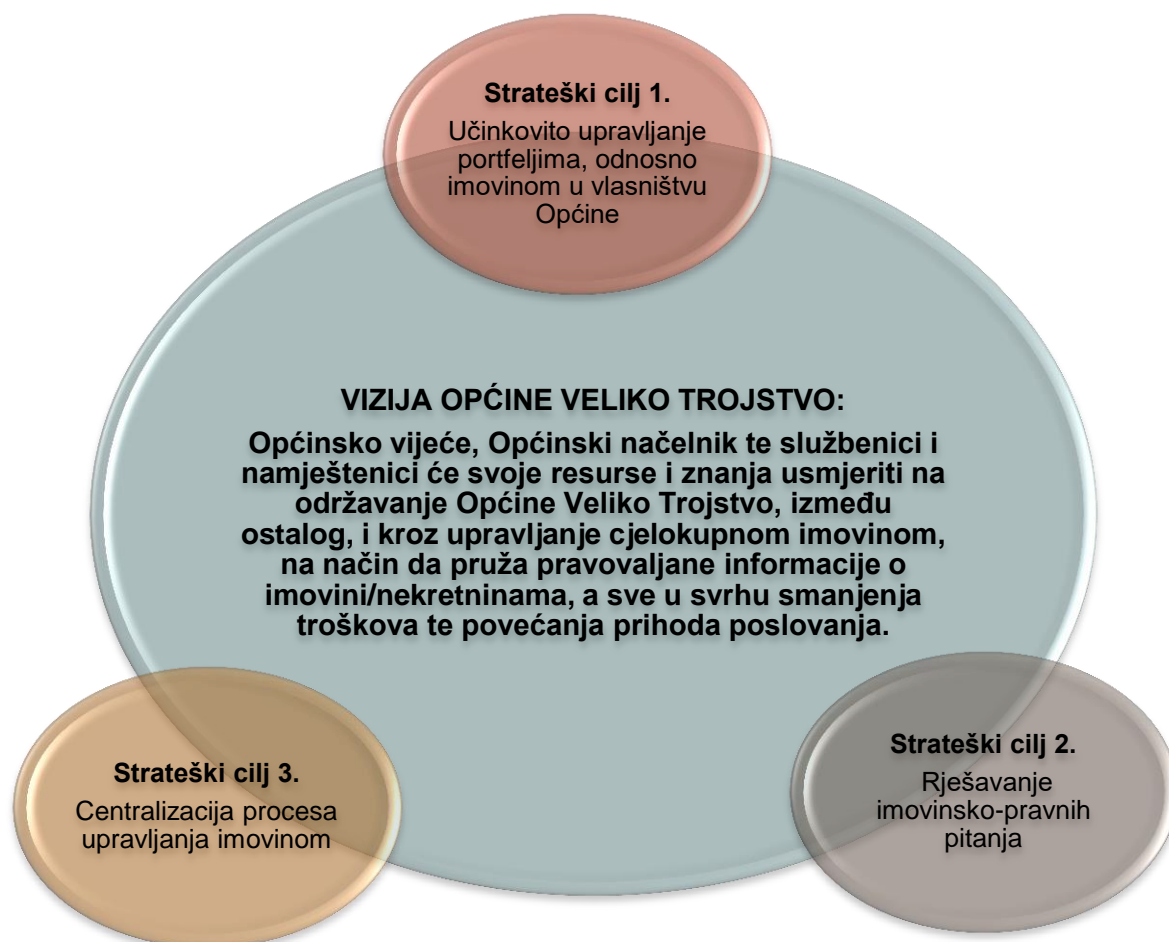 Strateški cilj 1.
Učinkovito upravljanje
portfeljima, odnosno
imovinom u vlasništvu
Općine
VIZIJA OPĆINE VELIKO TROJSTVO:
Općinsko vijeće, Općinski načelnik te službenici i
namještenici će svoje resurse i znanja usmjeriti na
održavanje Općine Veliko Trojstvo, između
ostalog, i kroz upravljanje cjelokupnom imovinom,
na način da pruža pravovaljane informacije o
imovini/nekretninama, a sve u svrhu smanjenja
troškova te povećanja prihoda poslovanja.
Strateški cilj 2.
Rješavanje
imovinsko-pravnih
pitanja
Strateški cilj 3.
Centralizacija procesa
upravljanja imovinom